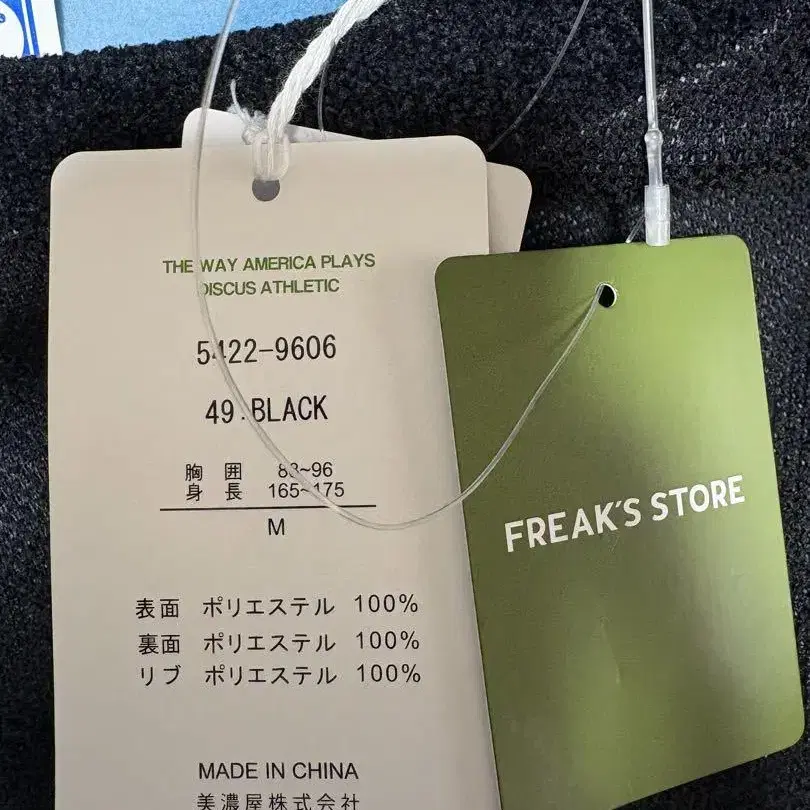 THE WAY AMERICA PLAYS
DISCUS ATHLETIC
5422-9606
49.BLACK
胸 囲 88~96
身 長 165~175
M
表面 ポリエステル 100%
裏面 ポリエステル 100%
リブ ポリエステル 100%
MADE IN CHINA
美濃屋株式会社
FREAK'S STORE